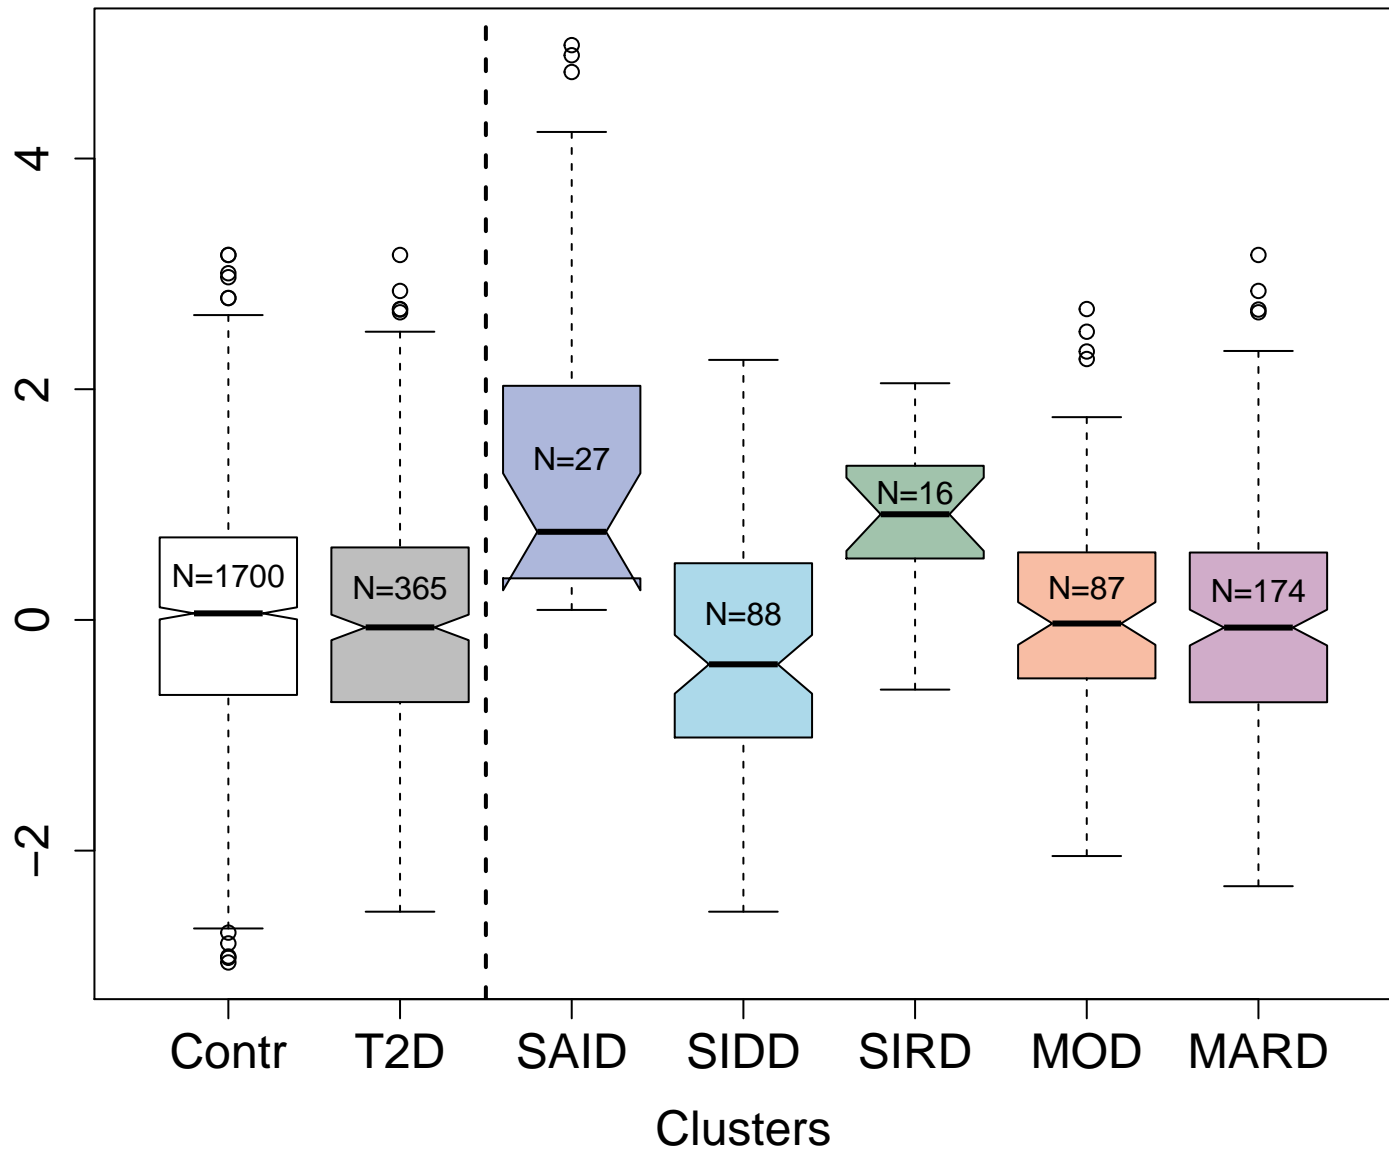 4
2
0
−2
N=1700
N=365
N=27
N=88
N=16
N=87
N=174
Contr T2D SAID SIDD SIRD MOD MARD
Clusters